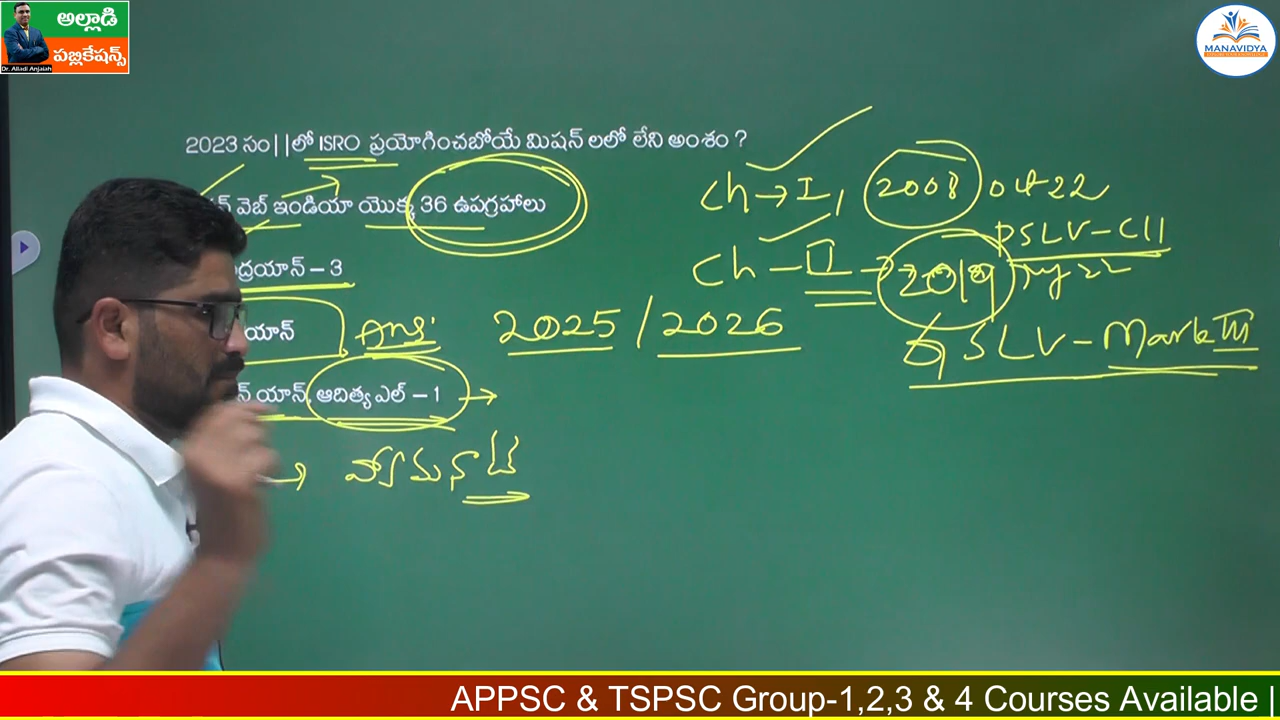 అల్లాడి
పబ్లికేషన్స్
Dr. Alladi Anjaiah
MANAVIDYA
2023 సం||లో ISRO ప్రయోగించబోయే మిషన్ లలో లేని అంశం ?
వెబ్ ఇండియా యొక్క 36 ఉపగ్రహాలు
ద్రయాన్ – 3
యాన్
Ans:
2025 / 2026
యాన్, ఆదిత్య ఎల్ – 1
→ వ్యోమనౌ
Ch → I, 2008 Oct 22
PSLV-C11
Ch – II → 2019 22
GSLV – Mark III
APPSC & TSPSC Group-1,2,3 & 4 Courses Available |